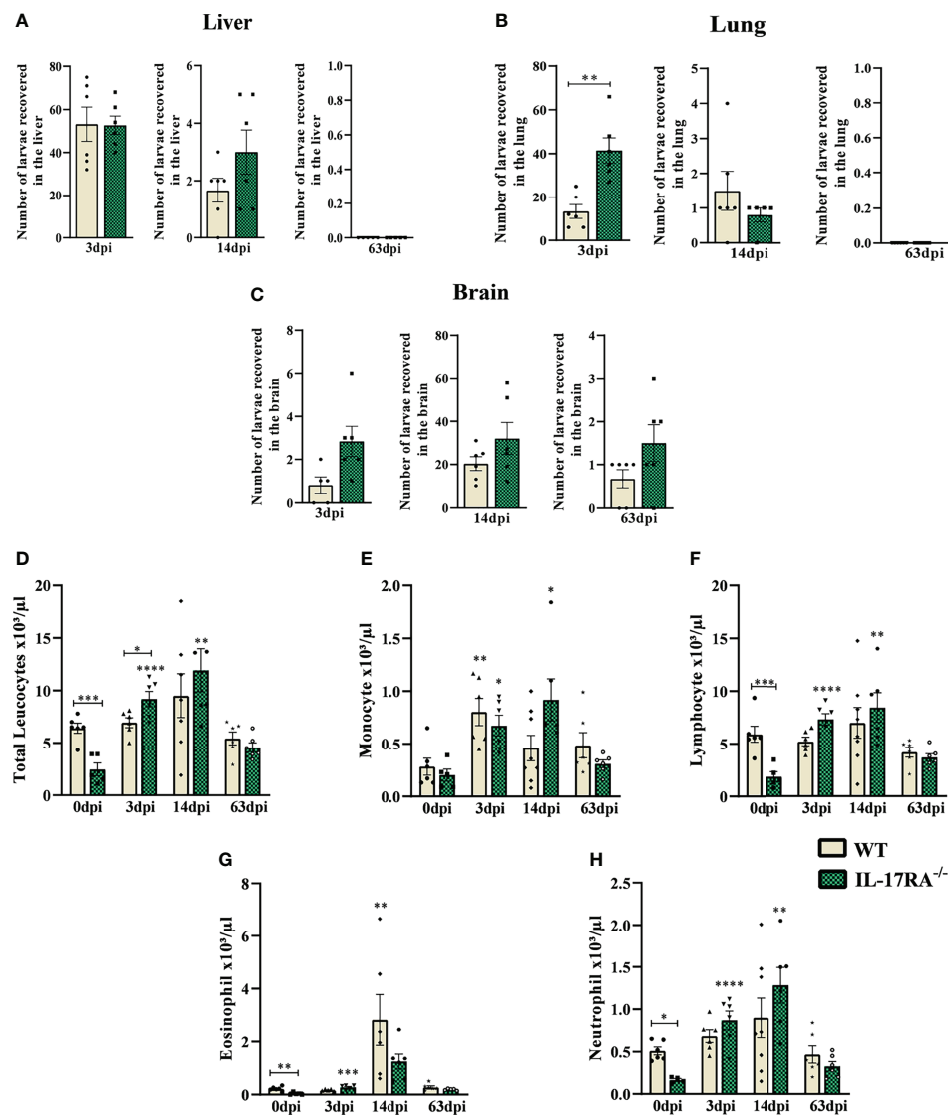 A
Liver
Number of larvae recovered
in the liver
80
60
40
20
0
3dpi
Number of larvae recovered
in the liver
6
4
2
0
14dpi
Number of larvae recovered
in the liver
1.0
0.8
0.6
0.4
0.2
0.0
63dpi
B
Lung
Number of larvae recovered
in the lung
80
60
40
20
0
**
3dpi
Number of larvae recovered
in the lung
5
4
3
2
1
0
14dpi
Number of larvae recovered
in the lung
1.0
0.8
0.6
0.4
0.2
0.0
63dpi
C
Brain
Number of larvae recovered
in the brain
8
6
4
2
0
3dpi
Number of larvae recovered
in the brain
80
60
40
20
0
14dpi
Number of larvae recovered
in the brain
4
3
2
1
0
63dpi
D
Total Leucocytes x10³/µl
20
15
10
5
0
***
*
****
**
0dpi 3dpi 14dpi 63dpi
E
Monocyte x10³/µl
2.0
1.5
1.0
0.5
0.0
**
*
*
0dpi 3dpi 14dpi 63dpi
F
Lymphocyte x10³/µl
20
15
10
5
0
***
****
**
0dpi 3dpi 14dpi 63dpi
WT
IL-17RA-/-
G
Eosinophil x10³/µl
8
6
4
2
0
**
***
**
0dpi 3dpi 14dpi 63dpi
H
Neutrophil x10³/µl
2.5
2.0
1.5
1.0
0.5
0.0
*
****
**
0dpi 3dpi 14dpi 63dpi